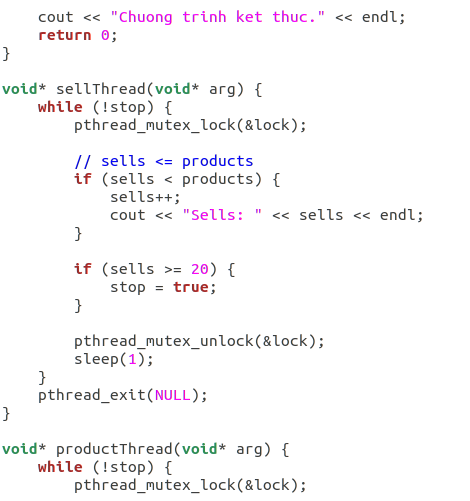 cout << "Chuong trinh ket thuc." << endl;
    return 0;
}

void* sellThread(void* arg) {
    while (!stop) {
        pthread_mutex_lock(&lock);

        // sells <= products
        if (sells < products) {
            sells++;
            cout << "Sells: " << sells << endl;
        }

        if (sells >= 20) {
            stop = true;
        }

        pthread_mutex_unlock(&lock);
        sleep(1);
    }
    pthread_exit(NULL);
}

void* productThread(void* arg) {
    while (!stop) {
        pthread_mutex_lock(&lock);